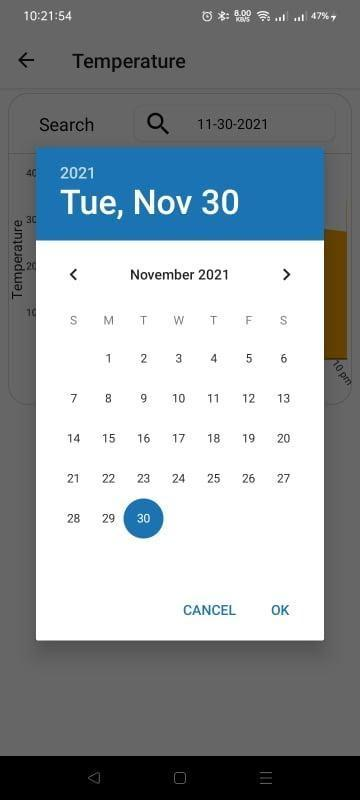 10:21:54
8.00 KB/S
47%
Temperature
Search
11-30-2021
2021
Tue, Nov 30
November 2021
S M T W T F S
1 2 3 4 5 6
7 8 9 10 11 12 13
14 15 16 17 18 19 20
21 22 23 24 25 26 27
28 29 30
CANCEL OK
40
30
20
10
Temperature
10 pm